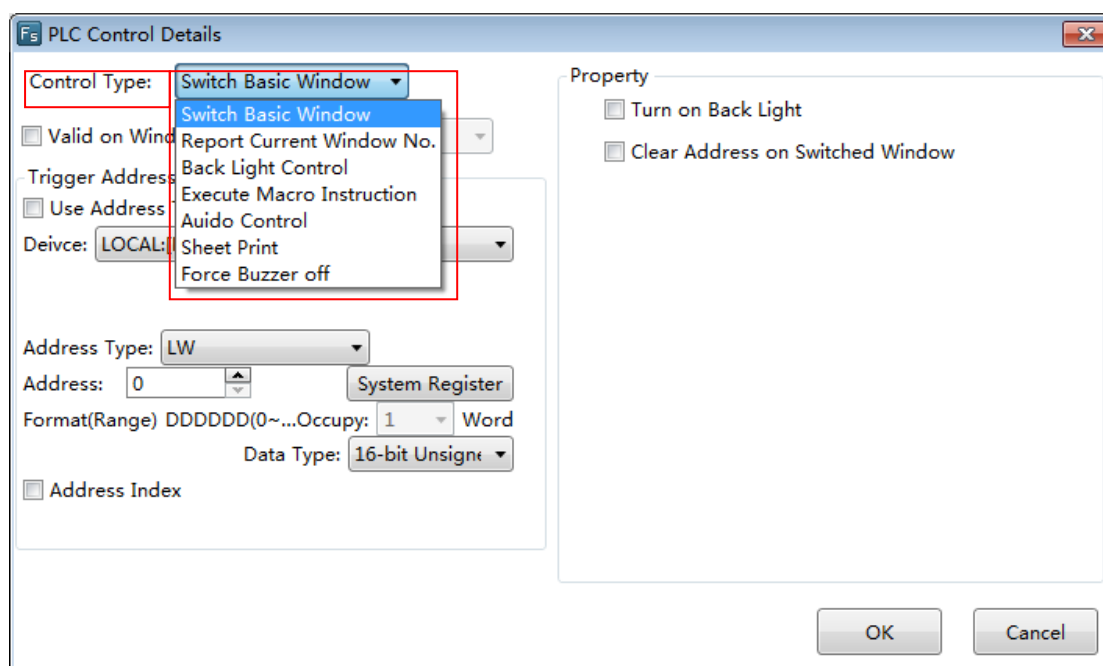 Fs PLC Control Details
Control Type: Switch Basic Window
Switch Basic Window
Report Current Window No.
Back Light Control
Execute Macro Instruction
Auido Control
Sheet Print
Force Buzzer off
Valid on Wind
Trigger Address
Use Address
Deivce: LOCAL:
Address Type: LW
Address: 0 System Register
Format(Range) DDDDDD(0~...Occupy: 1 Word
Data Type: 16-bit Unsigne
Address Index
Property
Turn on Back Light
Clear Address on Switched Window
OK Cancel